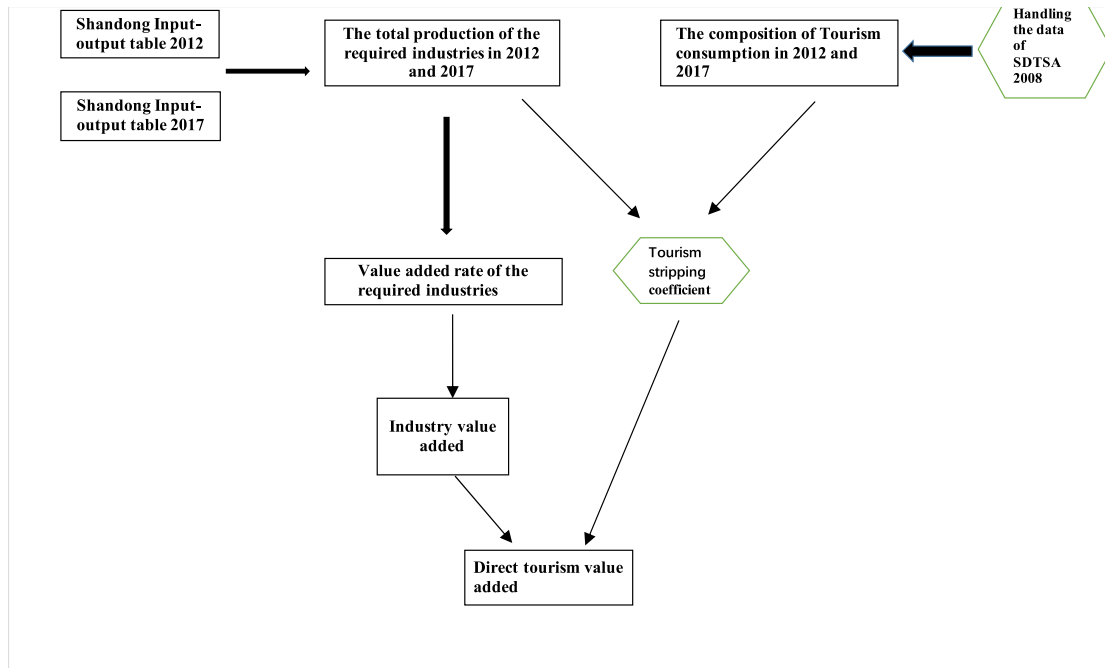 Shandong Input-
output table 2012
The total production of the
required industries in 2012
and 2017
The composition of Tourism
consumption in 2012 and
2017
Handling
the data
of
SDTSA
2008
Shandong Input-
output table 2017
Value added rate of the
required industries
Tourism
stripping
coefficient
Industry value
added
Direct tourism value
added